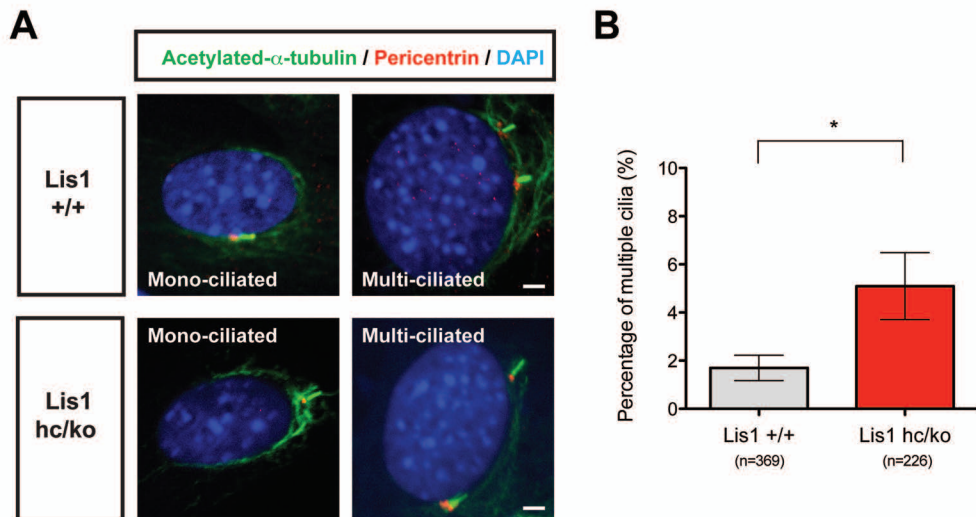 A
Acetylated-α-tubulin / Pericentrin / DAPI
Lis1
+/+
Mono-ciliated
Multi-ciliated
Lis1
hc/ko
Mono-ciliated
Multi-ciliated
B
*
Percentage of multiple cilia (%)
10
8
6
4
2
0
Lis1 +/+
(n=369)
Lis1 hc/ko
(n=226)